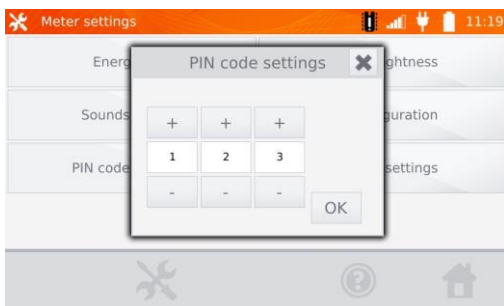 Meter settings 11:19
PIN code settings
Energ
ghtness
Sounds
guration
+ + +
1 2 3
PIN code
settings
- - -
OK